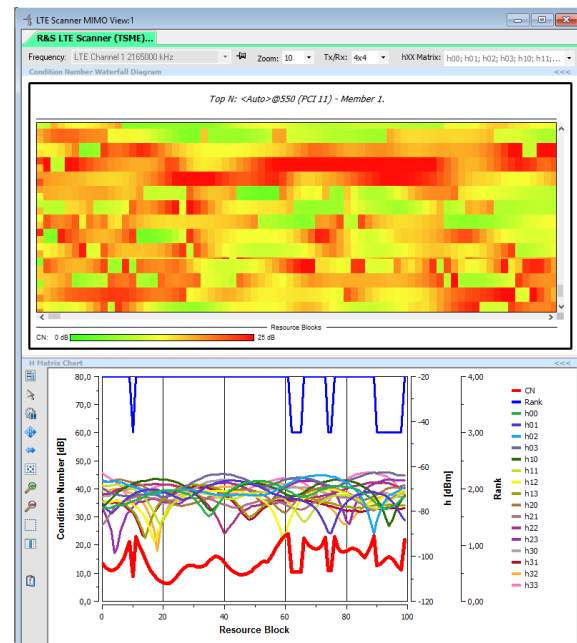 LTE Scanner MIMO View:1
R&S LTE Scanner (TSME)...
Frequency: LTE Channel 1 2165000 kHz Zoom: 10 Tx/Rx: 4x4 hXX Matrix: h00; h01; h02; h03; h10; h11;...
Condition Number Waterfall Diagram <<<
Top N: <Auto>@550 (PCI 11) - Member 1.
Resource Blocks
CN: 0 dB 25 dB
H Matrix Chart <<<
80,0 -20 4,00
70,0
-40
60,0
3,00
50,0
-60
40,0 2,00
30,0
-80
20,0 1,00
-100
10,0
0,0 -120 0,00
0 20 40 60 80 100
Condition Number [dB]
h [dBm]
Rank
Resource Block
CN
Rank
h00
h01
h02
h03
h10
h11
h12
h13
h20
h21
h22
h23
h30
h31
h32
h33